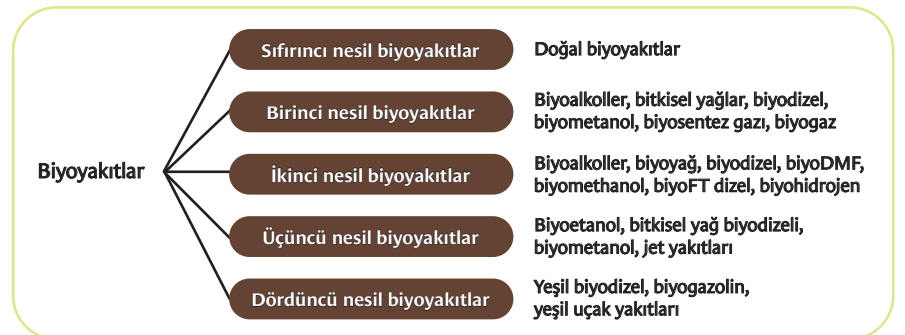 Biyoyakıtlar
Sıfırıncı nesil biyoyakıtlar
Doğal biyoyakıtlar
Birinci nesil biyoyakıtlar
Biyoalkoller, bitkisel yağlar, biyodizel,
biyometanol, biyosentez gazı, biyogaz
İkinci nesil biyoyakıtlar
Biyoalkoller, biyoyağ, biyodizel, biyoDMF,
biyomethanol, biyoFT dizel, biyohidrojen
Üçüncü nesil biyoyakıtlar
Biyoetanol, bitkisel yağ biyodizeli,
biyometanol, jet yakıtları
Dördüncü nesil biyoyakıtlar
Yeşil biyodizel, biyogazolin,
yeşil uçak yakıtları